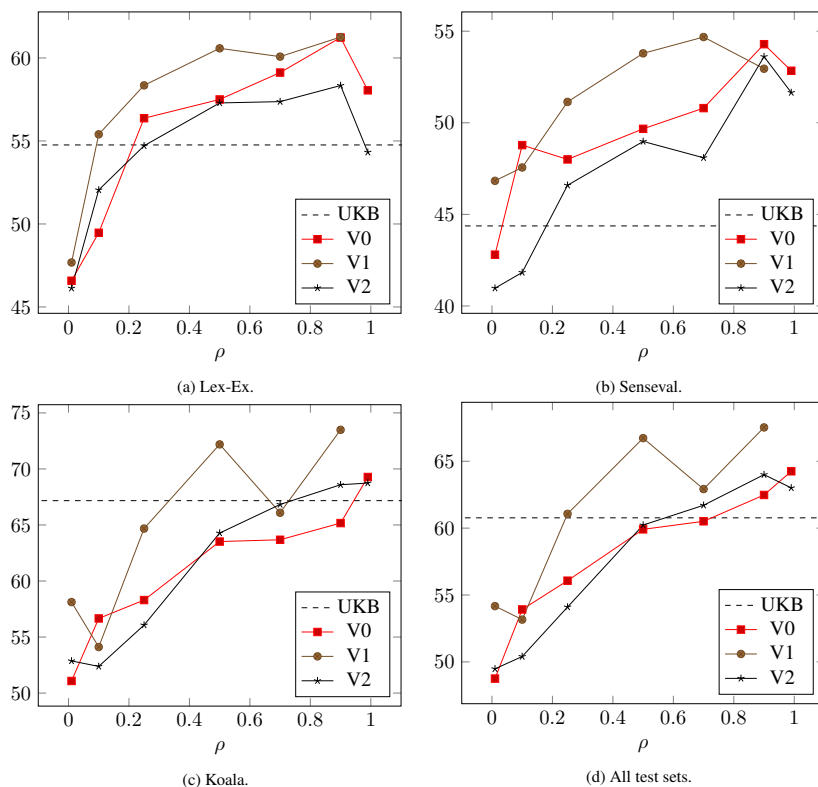 60
55
50
45
0
0.2
0.4
0.6
0.8
1
ρ
UKB
V0
V1
V2
(a) Lex-Ex.
55
50
45
40
0
0.2
0.4
0.6
0.8
1
ρ
UKB
V0
V1
V2
(b) Senseval.
75
70
65
60
55
50
0
0.2
0.4
0.6
0.8
1
ρ
UKB
V0
V1
V2
(c) Koala.
65
60
55
50
0
0.2
0.4
0.6
0.8
1
ρ
UKB
V0
V1
V2
(d) All test sets.